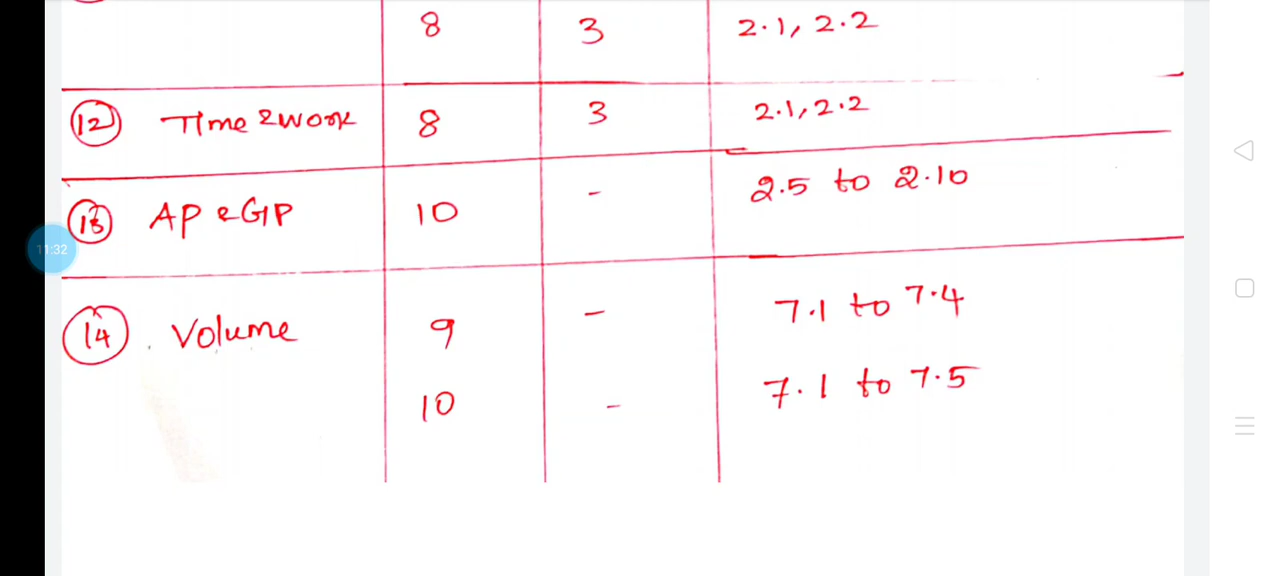 8 3 2.1, 2.2
12 Time & work 8 3 2.1, 2.2
13 AP & GP 10 - 2.5 to 2.10
11:32
14. Volume 9 - 7.1 to 7.4
10 - 7.1 to 7.5